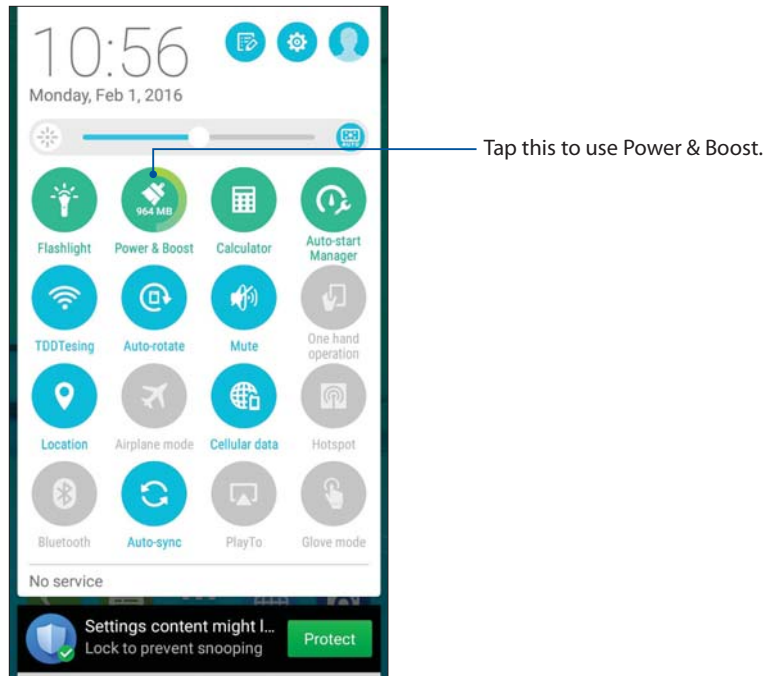 10:56
Monday, Feb 1, 2016
AUTO
Tap this to use Power & Boost.
964 MB
Flashlight
Power & Boost
Calculator
Auto-start
Manager
TDDTesing
Auto-rotate
Mute
One hand
operation
Location
Airplane mode
Cellular data
Hotspot
Bluetooth
Auto-sync
PlayTo
Glove mode
No service
Settings content might l...
Lock to prevent snooping
Protect